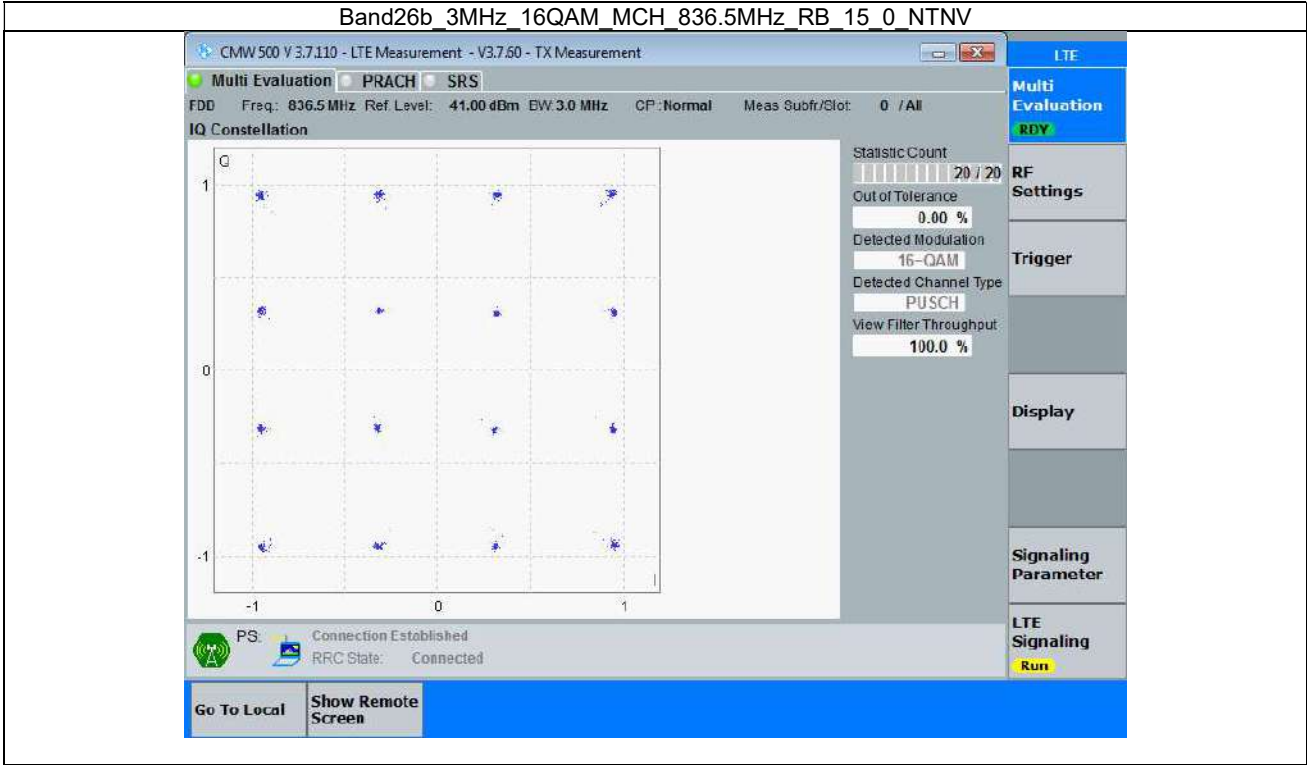 Band26b_3MHz_16QAM_MCH_836.5MHz_RB_15_0_NTNV
CMW 500 V 3.7.110 - LTE Measurement - V3.7.60 - TX Measurement
LTE
Multi Evaluation PRACH SRS
FDD Freq.: 836.5 MHz Ref. Level: 41.00 dBm BW: 3.0 MHz CP: Normal Meas Subfr/Slot: 0 / All
IQ Constellation
Q
1
0
-1
-1 0 1
I
Statistic Count
20 / 20
Out of Tolerance
0.00 %
Detected Modulation
16-QAM
Detected Channel Type
PUSCH
View Filter Throughput
100.0 %
Multi
Evaluation
RDY
RF
Settings
Trigger
Display
Signaling
Parameter
LTE
Signaling
Run
PS:
Connection Established
RRC State: Connected
Go To Local
Show Remote
Screen